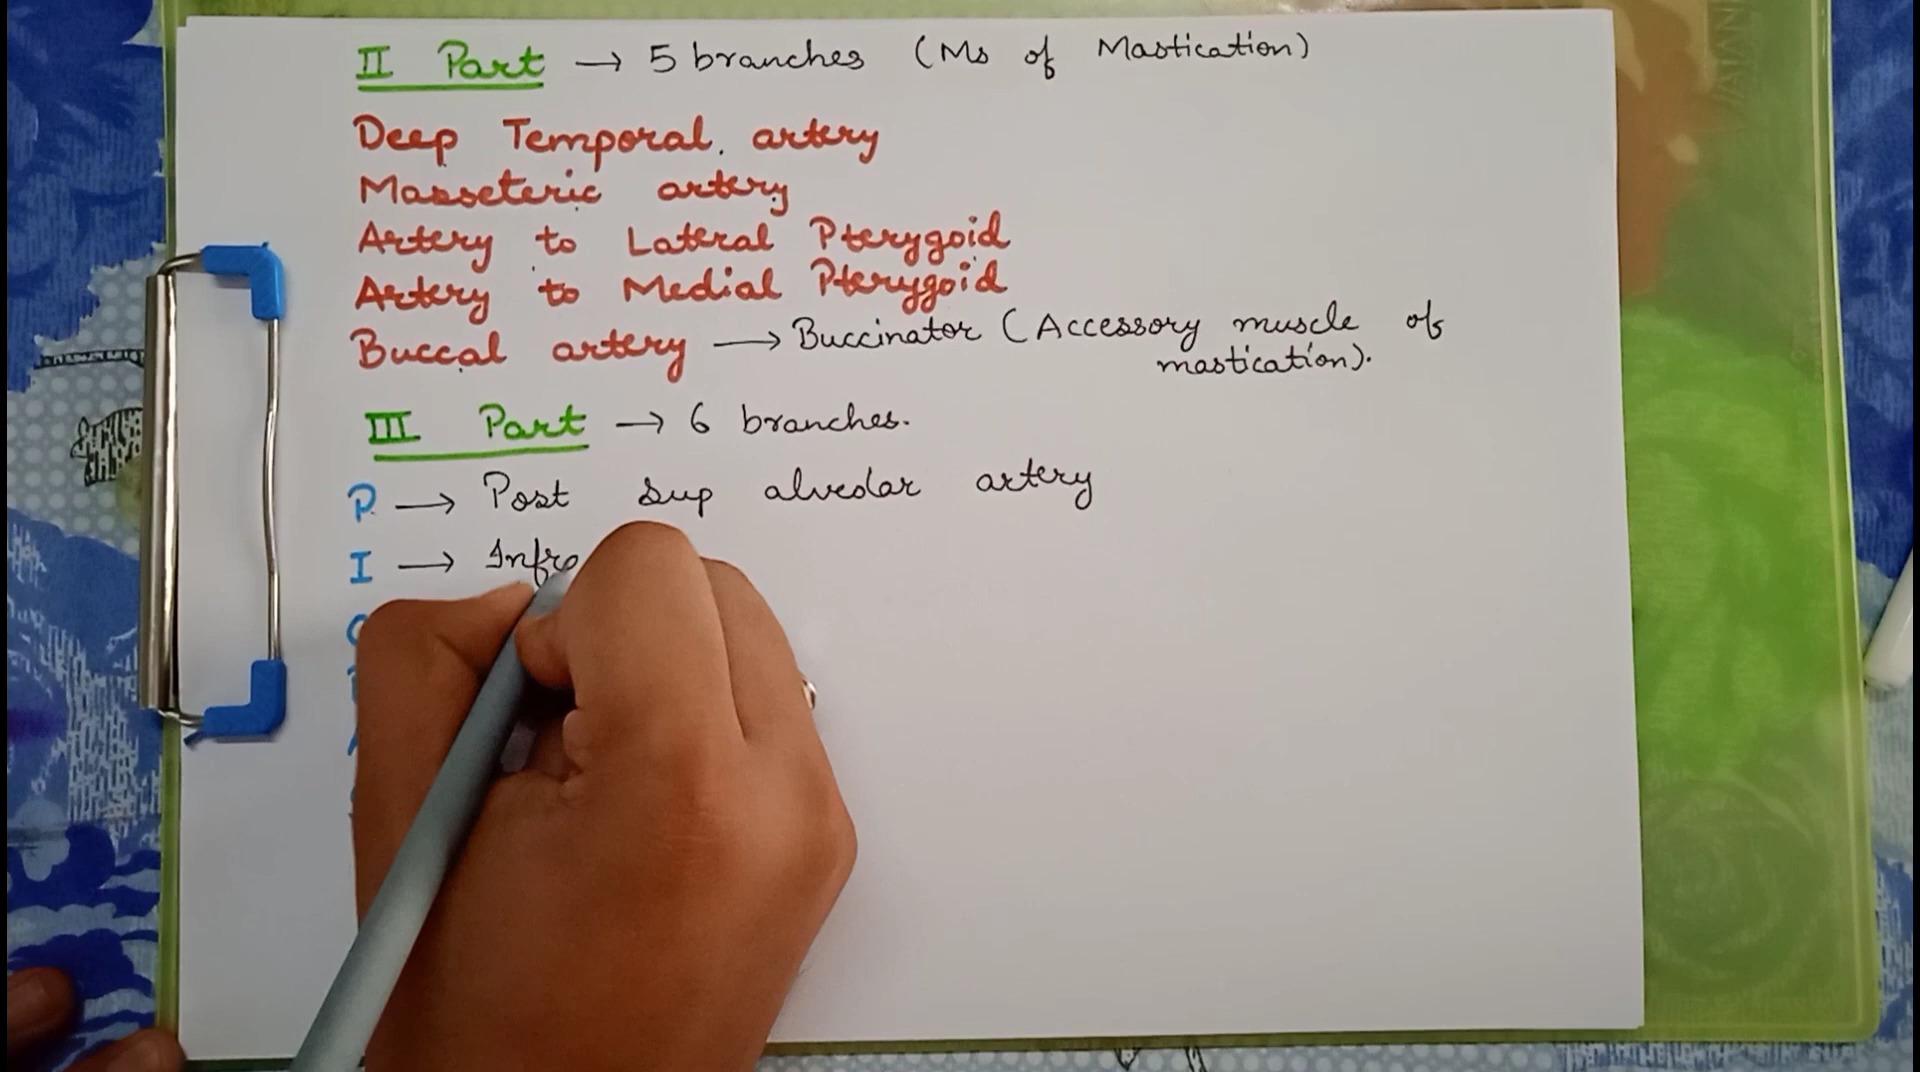 II Part → 5 branches (Ms of Mastication)
Deep Temporal artery
Masseteric artery
Artery to Lateral Pterygoid
Artery to Medial Pterygoid
Buccal artery → Buccinator (Accessory muscle of
mastication).
III Part → 6 branches.
P → Post Sup alveolar artery
I → Infro